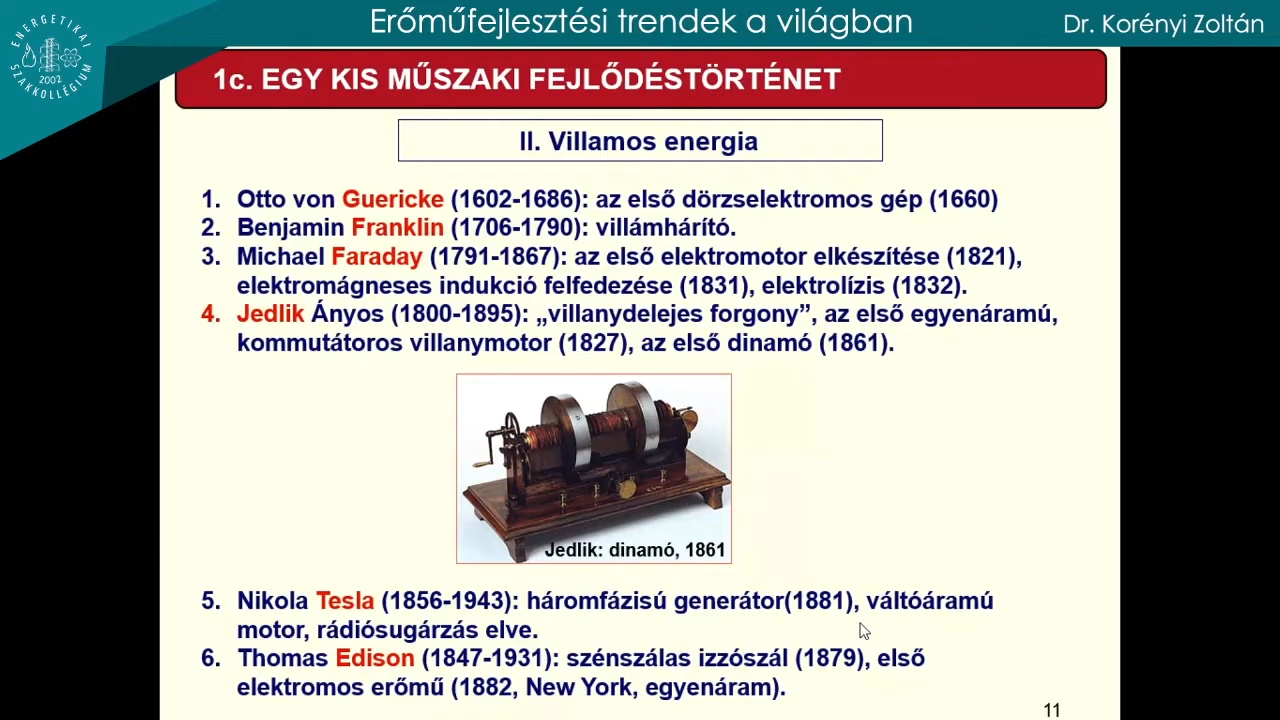 ENERGETIKAI SZAKKOLLÉGIUM
2002
Erőműfejlesztési trendek a világban
Dr. Korényi Zoltán
1c. EGY KIS MŰSZAKI FEJLŐDÉSTÖRTÉNET
II. Villamos energia
1. Otto von Guericke (1602-1686): az első dörzselektromos gép (1660)
2. Benjamin Franklin (1706-1790): villámhárító.
3. Michael Faraday (1791-1867): az első elektromotor elkészítése (1821),
elektromágneses indukció felfedezése (1831), elektrolízis (1832).
4. Jedlik Ányos (1800-1895): „villanydelejes forgony”, az első egyenáramú,
kommutátoros villanymotor (1827), az első dinamó (1861).
Jedlik: dinamó, 1861
5. Nikola Tesla (1856-1943): háromfázisú generátor(1881), váltóáramú
motor, rádiósugárzás elve.
6. Thomas Edison (1847-1931): szénszálas izzószál (1879), első
elektromos erőmű (1882, New York, egyenáram).
11